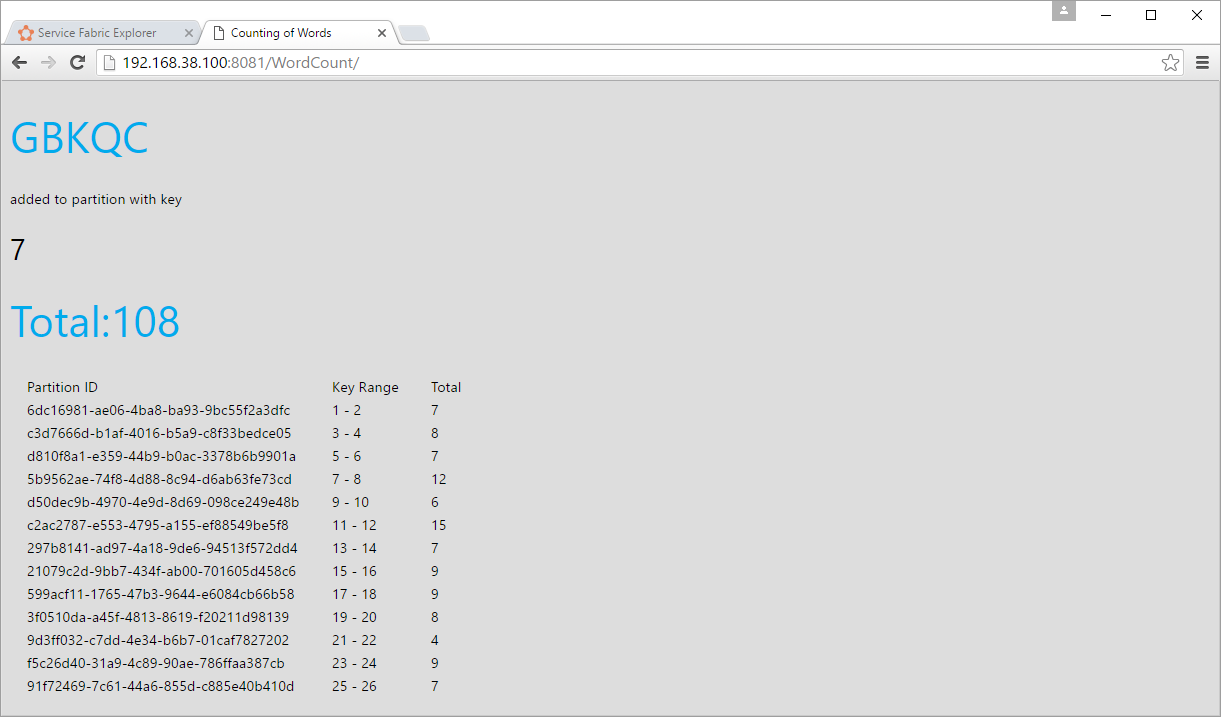 Service Fabric Explorer
Counting of Words
192.168.38.100:8081/WordCount/
GBKQC
added to partition with key
7
Total:108
Partition ID Key Range Total
6dc16981-ae06-4ba8-ba93-9bc55f2a3dfc 1 - 2 7
c3d7666d-b1af-4016-b5a9-c8f33bedce05 3 - 4 8
d810f8a1-e359-44b9-b0ac-3378b6b9901a 5 - 6 7
5b9562ae-74f8-4d88-8c94-d6ab63fe73cd 7 - 8 12
d50dec9b-4970-4e9d-8d69-098ce249e48b 9 - 10 6
c2ac2787-e553-4795-a155-ef88549be5f8 11 - 12 15
297b8141-ad97-4a18-9de6-94513f572dd4 13 - 14 7
21079c2d-9bb7-434f-ab00-701605d458c6 15 - 16 9
599acf11-1765-47b3-9644-e6084cb66b58 17 - 18 9
3f0510da-a45f-4813-8619-f20211d98139 19 - 20 8
9d3ff032-c7dd-4e34-b6b7-01caf7827202 21 - 22 4
f5c26d40-31a9-4c89-90ae-786ffaa387cb 23 - 24 9
91f72469-7c61-44a6-855d-c885e40b410d 25 - 26 7